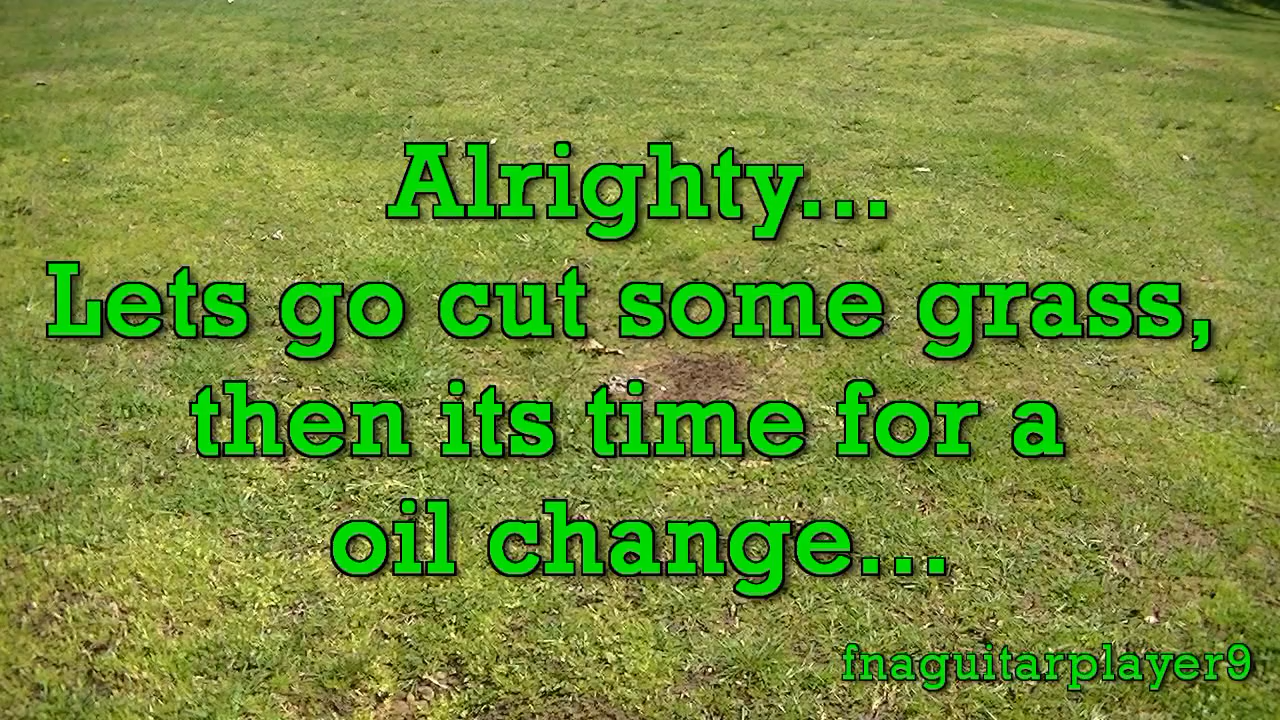 Alrighty...
Lets go cut some grass,
then its time for a
oil change...
fnaguitarplayer9